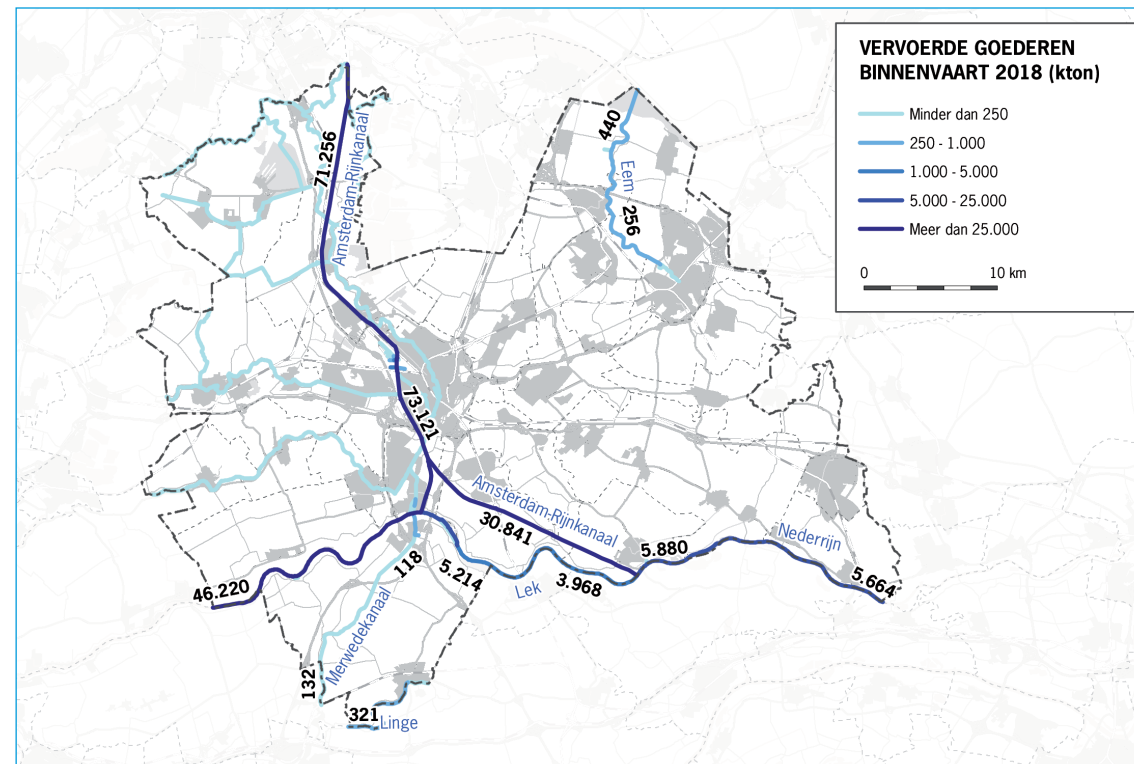 VERVOERDE GOEDEREN
BINNENVAART 2018 (kton)
Minder dan 250
250 - 1.000
1.000 - 5.000
5.000 - 25.000
Meer dan 25.000
0 10 km
71.256
Amsterdam-Rijnkanaal
440
Eem
256
73.121
Amsterdam-Rijnkanaal
30.841
Nederrijn
5.880
5.664
46.220
118
5.214
Lek
3.968
Merwedekanaal
132
321
Linge